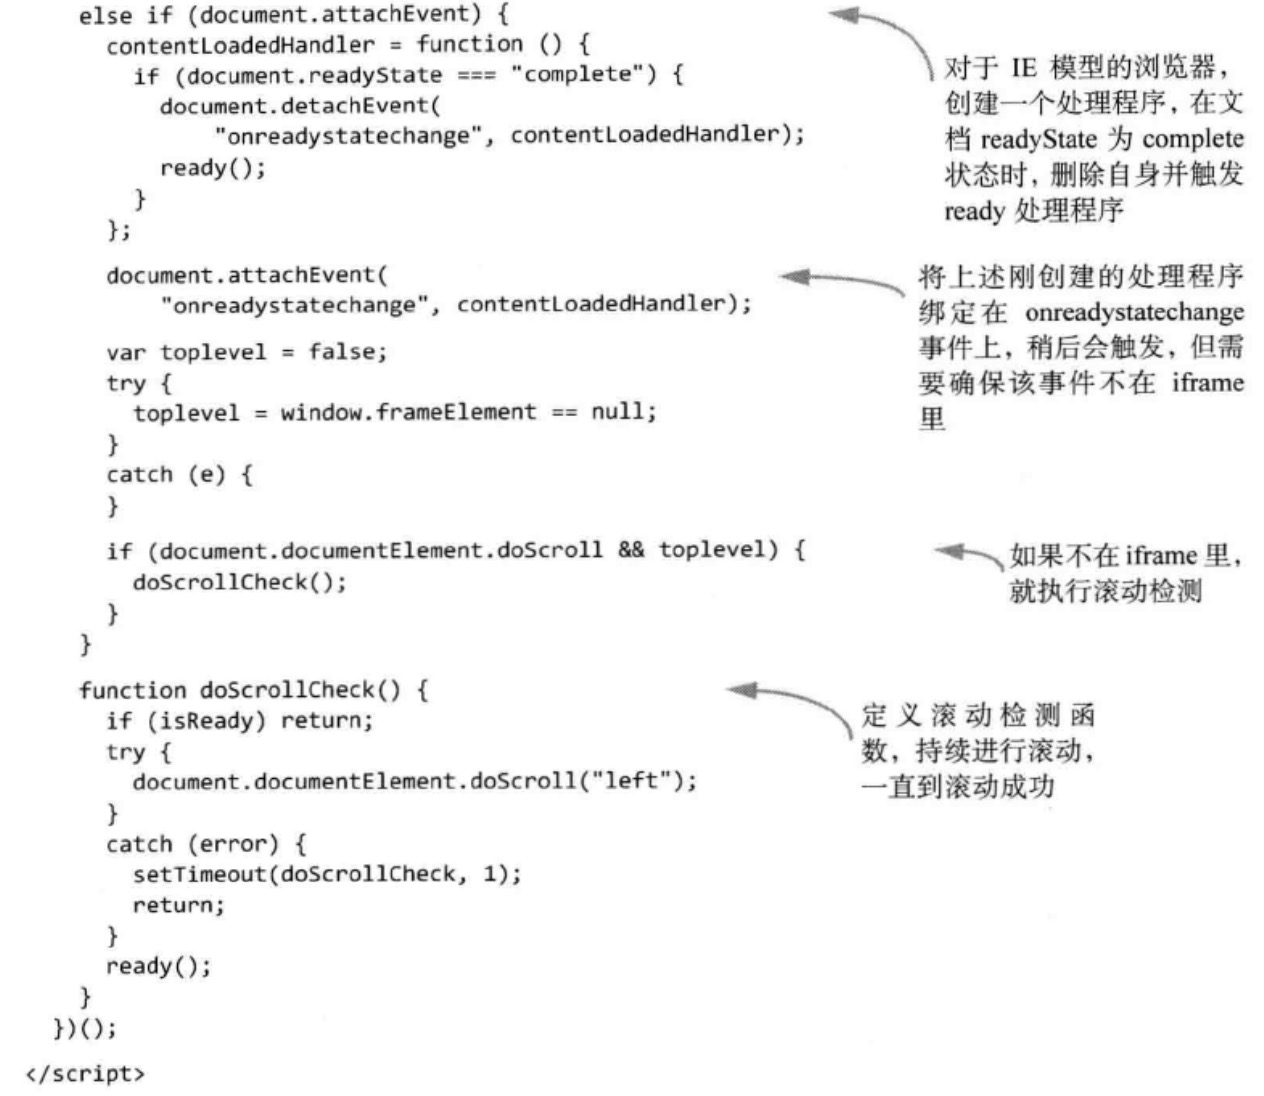 else if (document.attachEvent) {
contentLoadedHandler = function () {
if (document.readyState === "complete") {
document.detachEvent(
"onreadystatechange", contentLoadedHandler);
ready();
}
};
对于 IE 模型的浏览器，
创建一个处理程序，在文
档 readyState 为 complete
状态时，删除自身并触发
ready 处理程序
document.attachEvent(
"onreadystatechange", contentLoadedHandler);
将上述刚创建的处理程序
绑定在 onreadystatechange
事件上，稍后会触发，但需
要确保该事件不在 iframe
里
var toplevel = false;
try {
toplevel = window.frameElement == null;
}
catch (e) {
}
if (document.documentElement.doScroll && toplevel) {
doScrollCheck();
}
}
如果不在 iframe 里，
就执行滚动检测
function doScrollCheck() {
if (isReady) return;
try {
document.documentElement.doScroll("left");
}
catch (error) {
setTimeout(doScrollCheck, 1);
return;
}
ready();
}
})();
定义滚动检测函
数，持续进行滚动，
一直到滚动成功
</script>